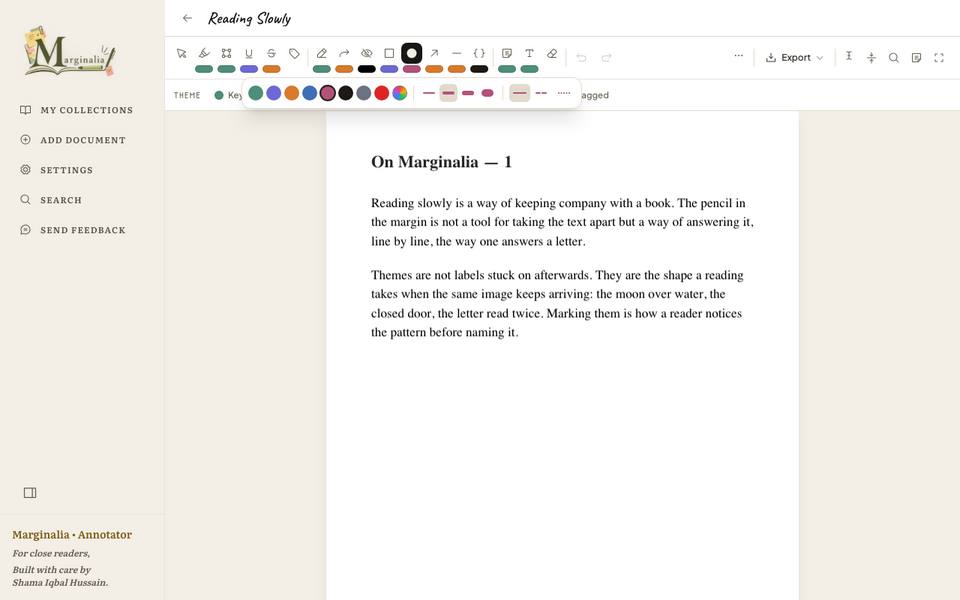 Marginalia
MY COLLECTIONS
ADD DOCUMENT
SETTINGS
SEARCH
SEND FEEDBACK
Marginalia • Annotator
For close readers,
Built with care by
Shama Iqbal Hussain.
Reading Slowly
Export
THEME
Key
agged
On Marginalia — 1
Reading slowly is a way of keeping company with a book. The pencil in
the margin is not a tool for taking the text apart but a way of answering it,
line by line, the way one answers a letter.
Themes are not labels stuck on afterwards. They are the shape a reading
takes when the same image keeps arriving: the moon over water, the
closed door, the letter read twice. Marking them is how a reader notices
the pattern before naming it.